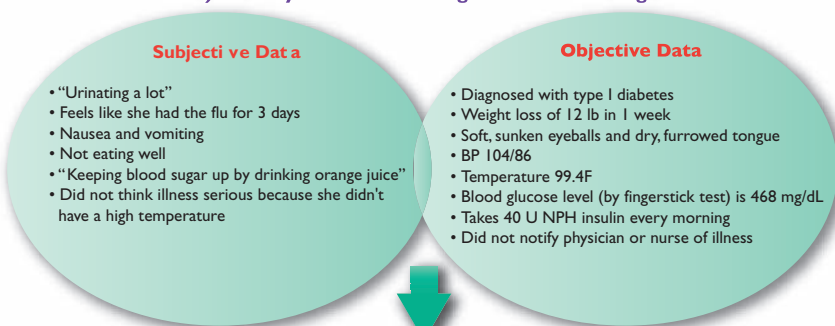 Subjective Data
• “Urinating a lot”
• Feels like she had the flu for 3 days
• Nausea and vomiting
• Not eating well
• “Keeping blood sugar up by drinking orange juice”
• Did not think illness serious because she didn't
have a high temperature
Objective Data
• Diagnosed with type I diabetes
• Weight loss of 12 lb in 1 week
• Soft, sunken eyeballs and dry, furrowed tongue
• BP 104/86
• Temperature 99.4F
• Blood glucose level (by fingerstick test) is 468 mg/dL
• Takes 40 U NPH insulin every morning
• Did not notify physician or nurse of illness